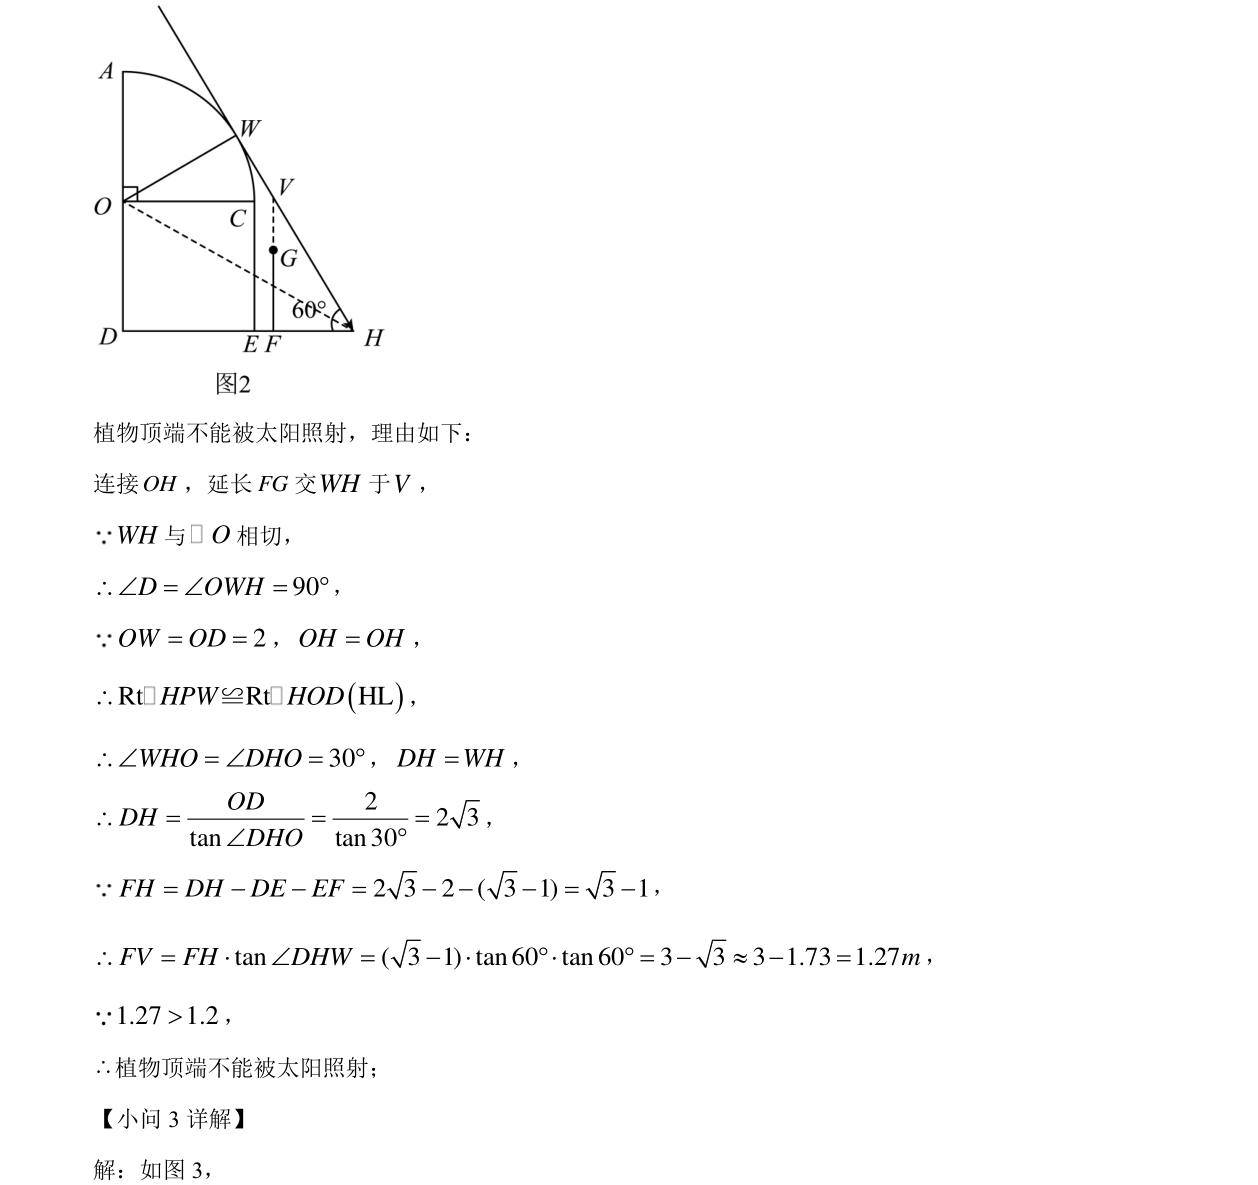 A
W
V
O
C
G
60°
D
E F
H
图2
植物顶端不能被太阳照射，理由如下：
连接OH，延长FG交WH于V，
∵WH与□O相切，
∴∠D=∠OWH=90°，
∵OW=OD=2，OH=OH，
∴Rt□HPW≌Rt□HOD(HL)，
∴∠WHO=∠DHO=30°，DH=WH，
∴DH=OD/tan∠DHO=2/tan30°=2√3，
∵FH=DH−DE−EF=2√3−2−(√3−1)=√3−1，
∴FV=FH·tan∠DHW=(√3−1)·tan60°·tan60°=3−√3≈3−1.73=1.27m，
∵1.27>1.2，
∴植物顶端不能被太阳照射；
【小问3详解】
解：如图3，